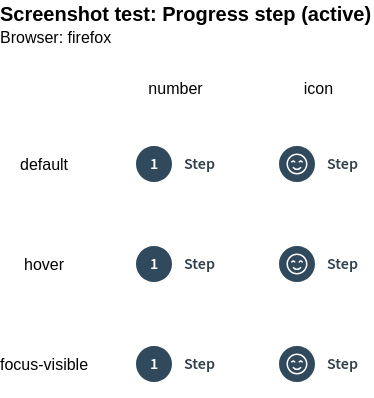 Screenshot test: Progress step (active)
Browser: firefox
number icon
default 1 Step Step
hover 1 Step Step
focus-visible 1 Step Step